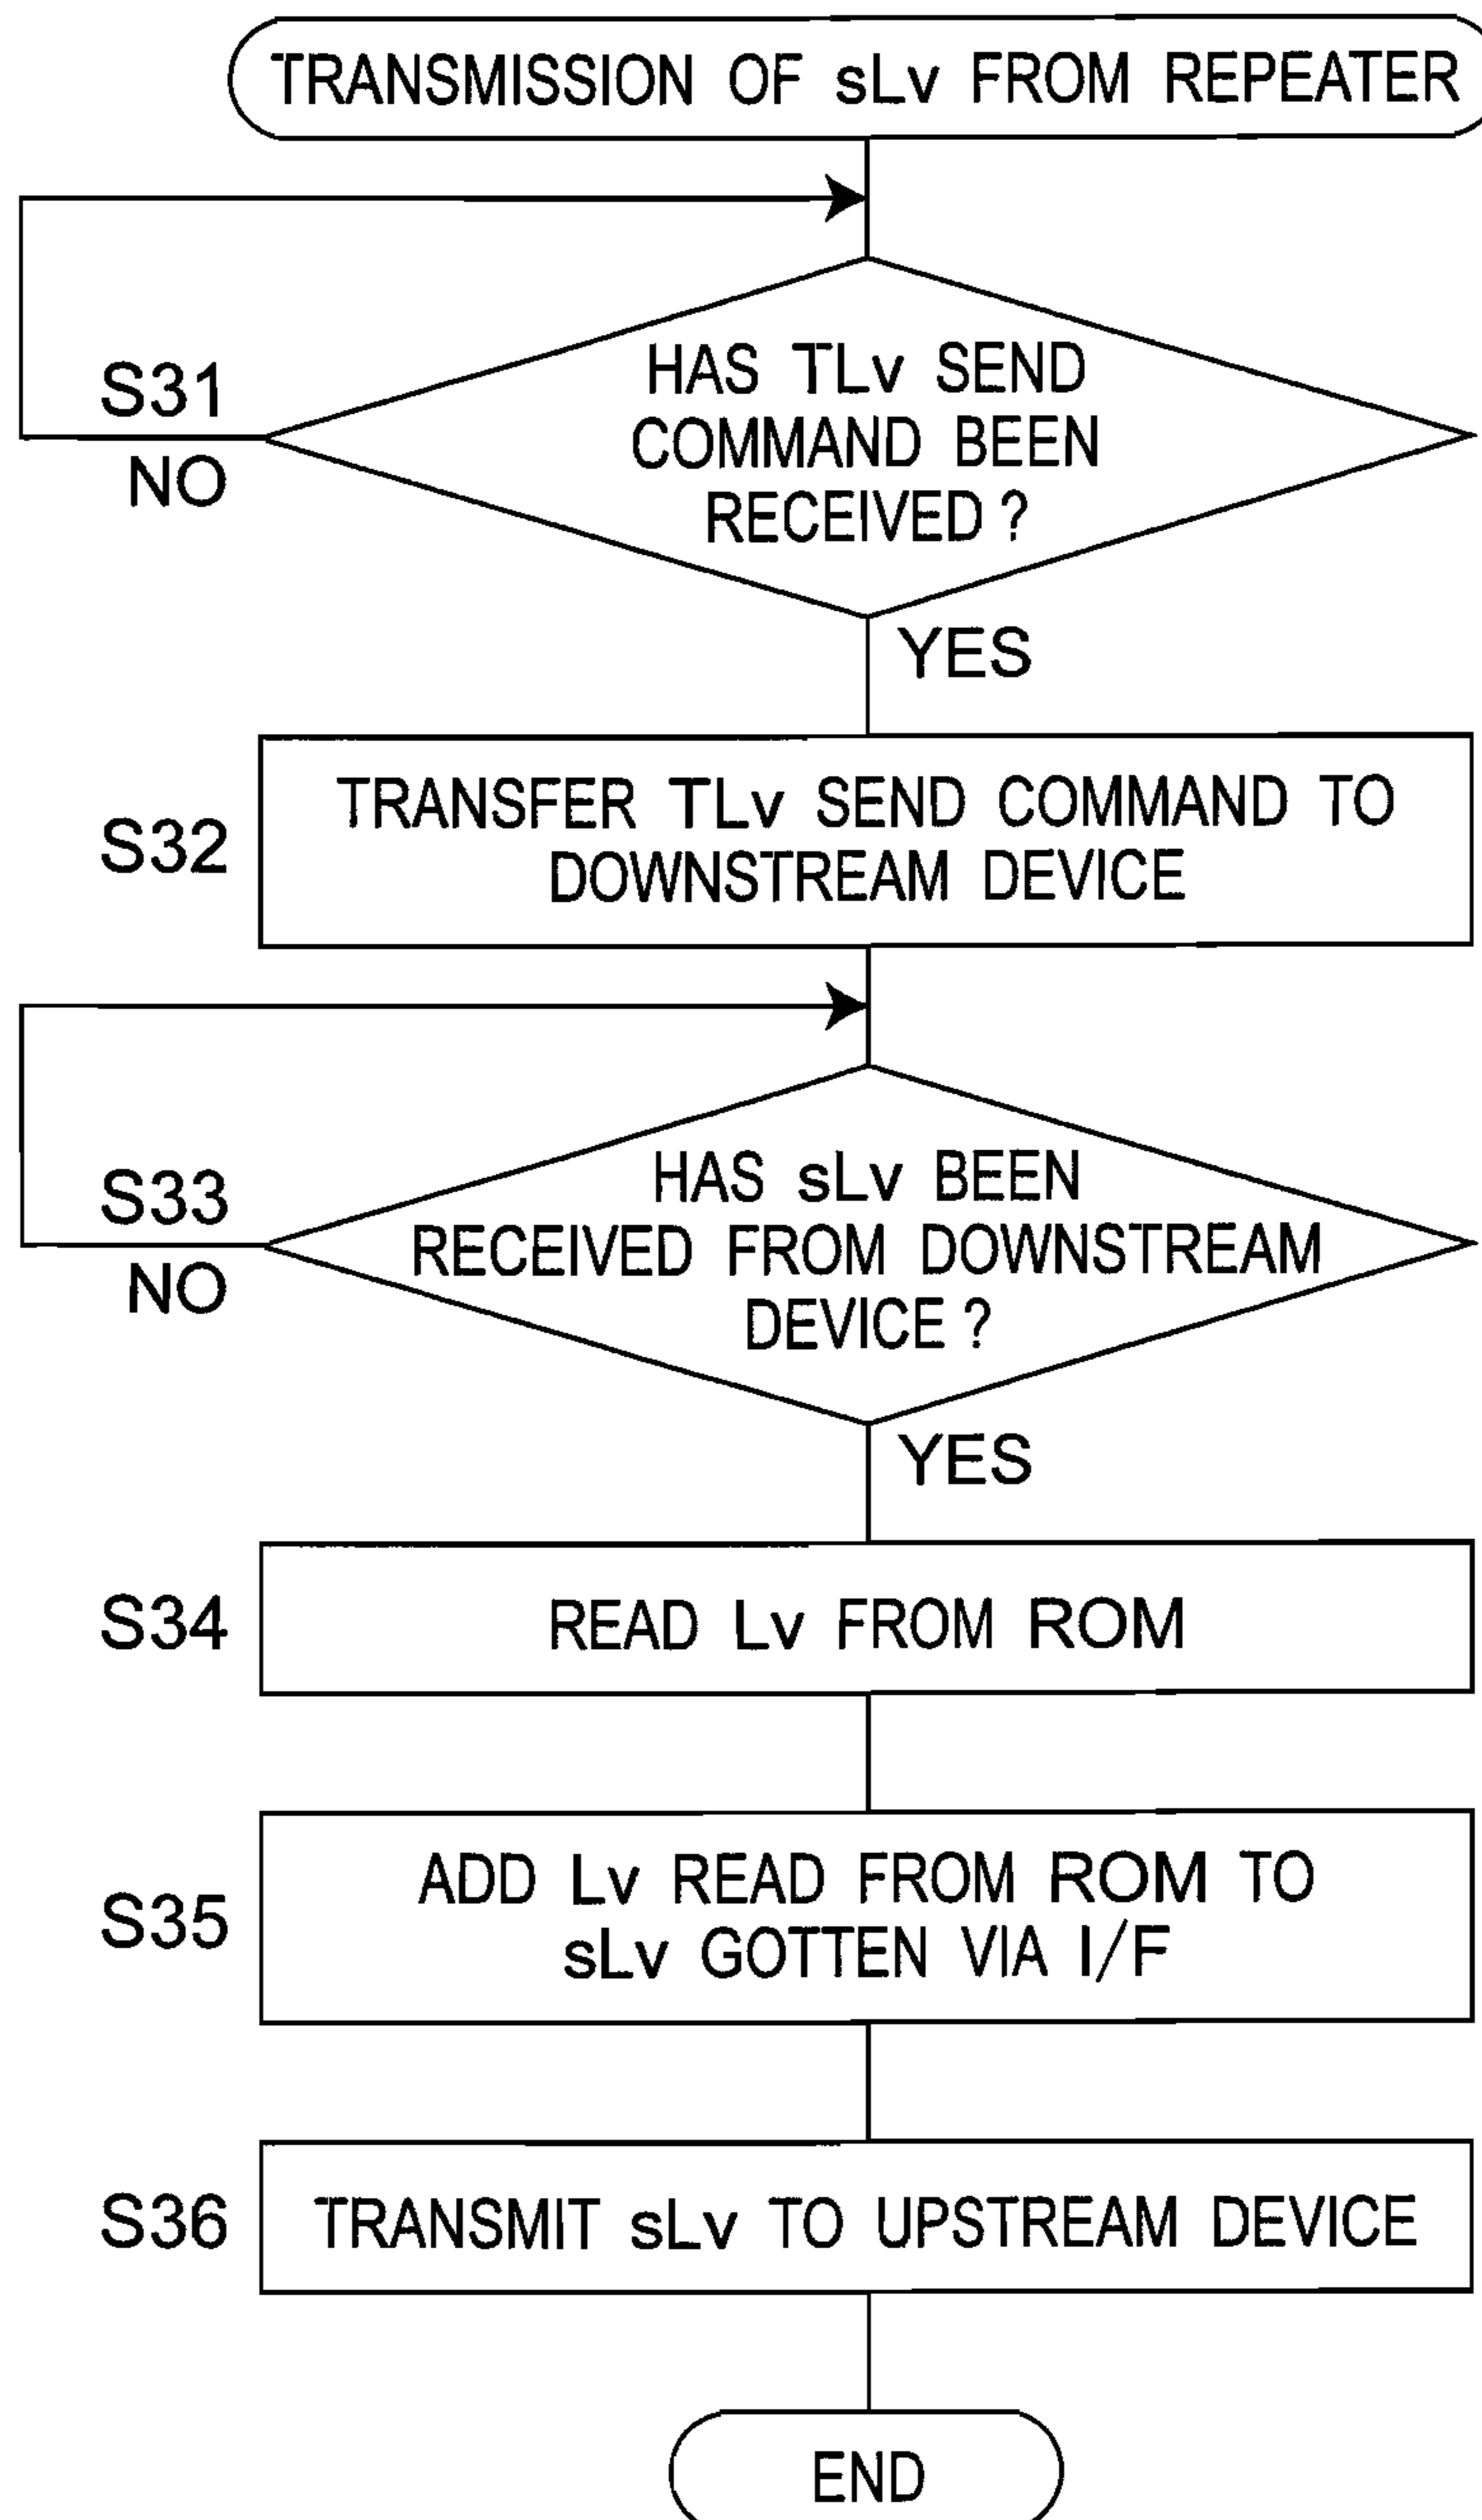 TRANSMISSION OF sLv FROM REPEATER
HAS TLv SEND
COMMAND BEEN
RECEIVED ?
S31
NO
YES
S32
TRANSFER TLv SEND COMMAND TO
DOWNSTREAM DEVICE
HAS sLv BEEN
RECEIVED FROM DOWNSTREAM
DEVICE ?
S33
NO
YES
S34
READ Lv FROM ROM
S35
ADD Lv READ FROM ROM TO
sLv GOTTEN VIA I/F
S36
TRANSMIT sLv TO UPSTREAM DEVICE
END